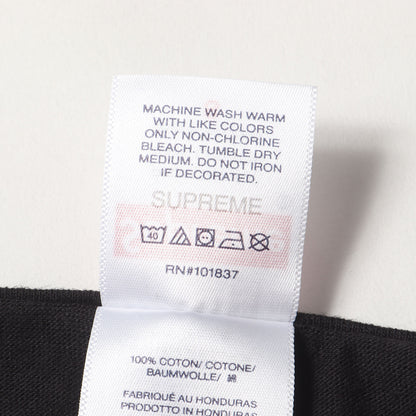 MACHINE WASH WARM
WITH LIKE COLORS
ONLY NON-CHLORINE
BLEACH. TUMBLE DRY
MEDIUM. DO NOT IRON
IF DECORATED.
SUPREME
40
RN#101837
100% COTON/ COTONE/
BAUMWOLLE/ 綿
FABRIQUÉ AU HONDURAS
PRODOTTO IN HONDURAS